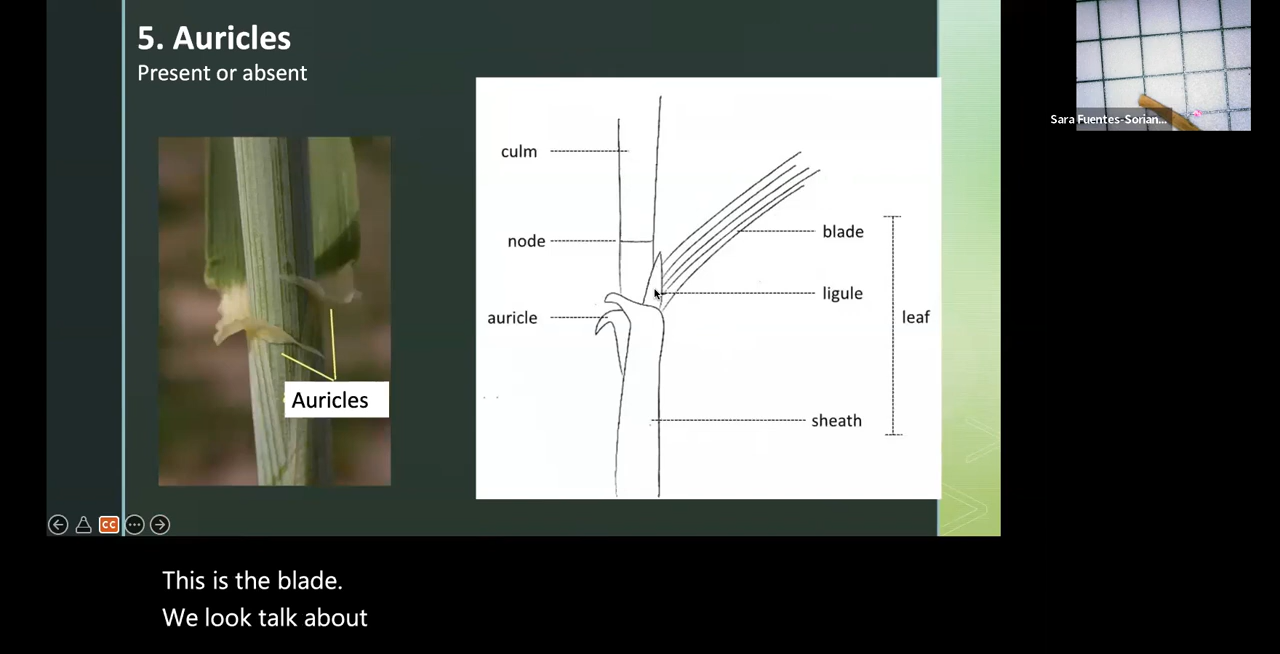 5. Auricles
Present or absent
culm
node
auricle
blade
ligule
leaf
sheath
Auricles
Sara Fuentes-Sorian...
CC
This is the blade.
We look talk about